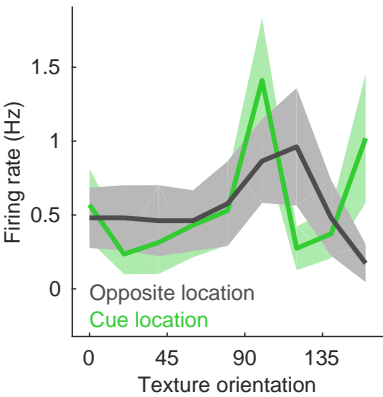 Firing rate (Hz)
1.5
1
0.5
0
Opposite location
Cue location
0 45 90 135
Texture orientation